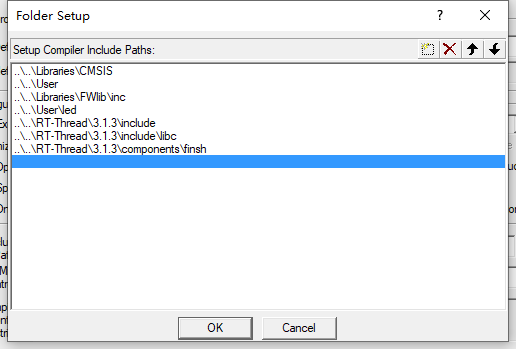 Folder Setup
Setup Compiler Include Paths:
..\..\Libraries\CMSIS
..\..\User
..\..\Libraries\FWlib\inc
..\..\User\led
..\..\RT-Thread\3.1.3\include
..\..\RT-Thread\3.1.3\include\libc
..\..\RT-Thread\3.1.3\components\finsh
OK
Cancel